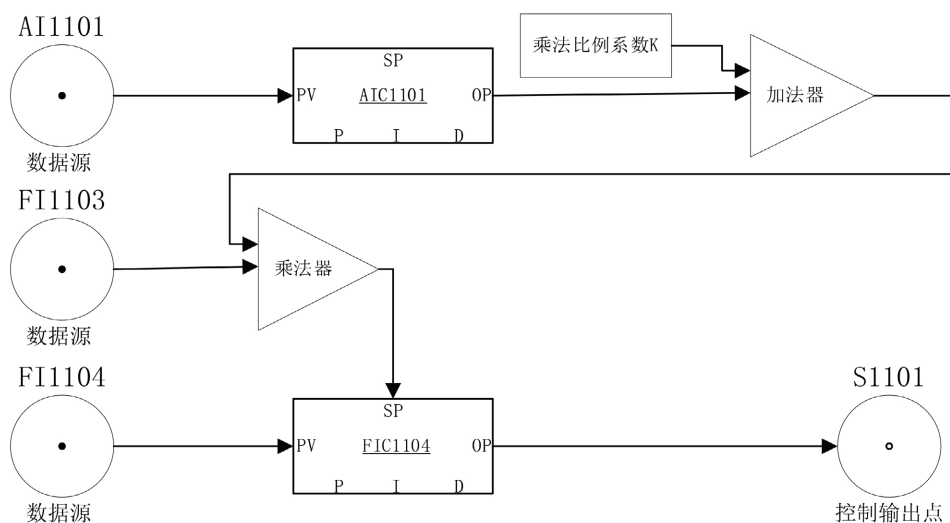 AI1101
乘法比例系数K
SP
PV
AIC1101
OP
加法器
P
I
D
数据源
FI1103
乘法器
数据源
FI1104
S1101
SP
PV
FIC1104
OP
P
I
D
数据源
控制输出点